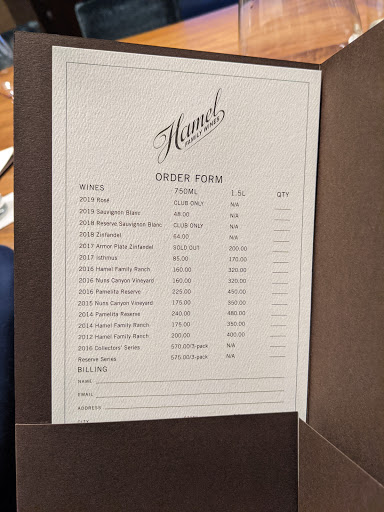 Hamel
FAMILY WINES
ORDER FORM
WINES 750ML 1.5L QTY
2019 Rosé CLUB ONLY N/A
2019 Sauvignon Blanc 48.00 N/A
2018 Reserve Sauvignon Blanc CLUB ONLY N/A
2018 Zinfandel 64.00 N/A
2017 Armor Plate Zinfandel SOLD OUT 200.00
2017 Isthmus 85.00 170.00
2016 Hamel Family Ranch 160.00 320.00
2016 Nuns Canyon Vineyard 160.00 320.00
2016 Pamelita Reserve 225.00 450.00
2015 Nuns Canyon Vineyard 175.00 350.00
2014 Pamelita Reserve 240.00 480.00
2014 Hamel Family Ranch 175.00 350.00
2012 Hamel Family Ranch 200.00 400.00
2016 Collectors' Series 570.00/3-pack N/A
Reserve Series 575.00/3-pack N/A
BILLING
NAME
EMAIL
ADDRESS
CITY